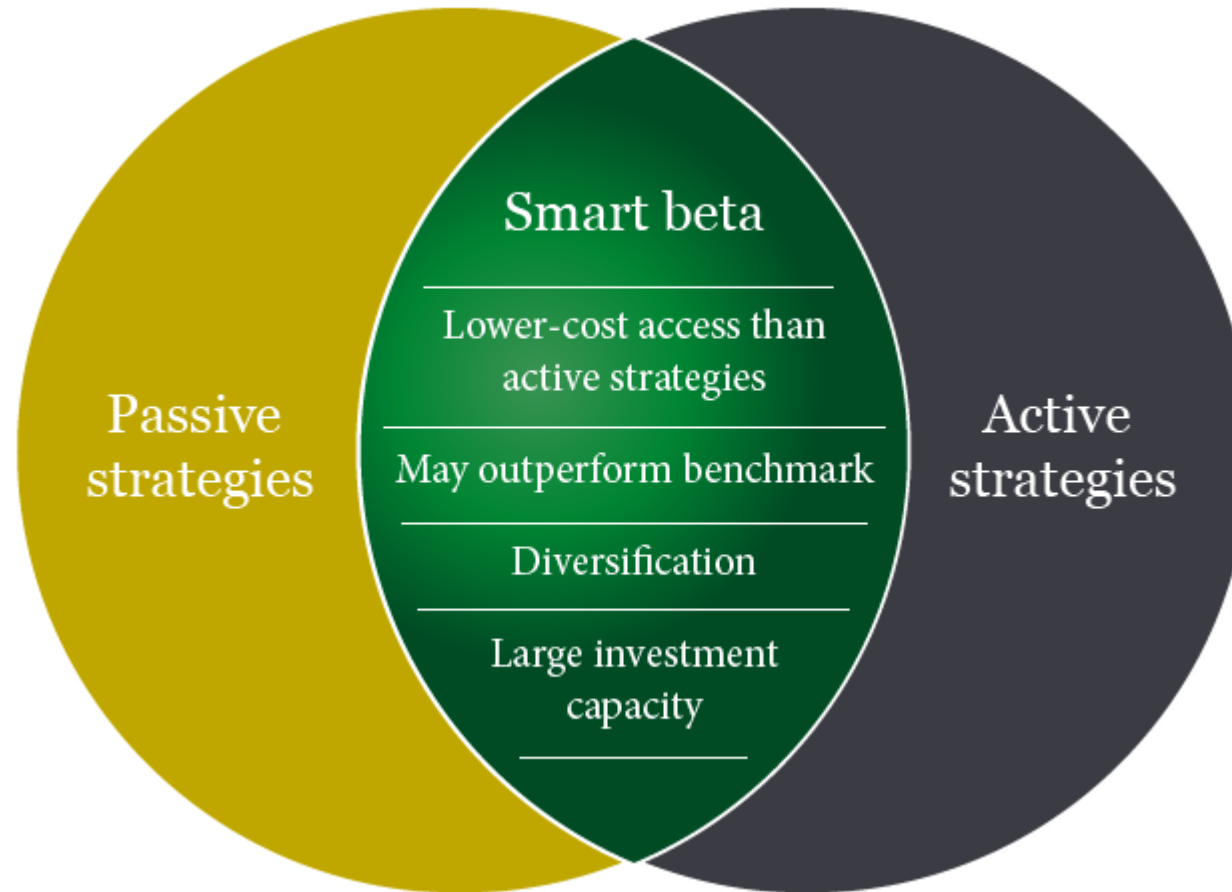 Smart beta
Lower-cost access than
active strategies
May outperform benchmark
Diversification
Large investment
capacity
Passive
strategies
Active
strategies